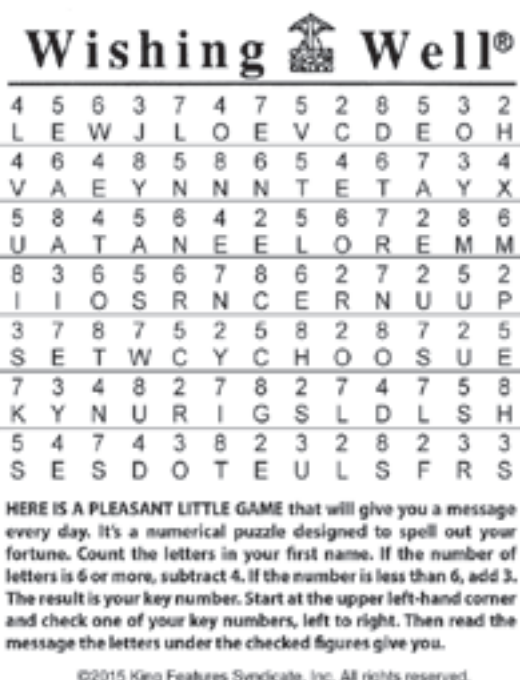 Wishing Well®
4 5 6 3 7 4 7 5 2 8 5 3 2
L E W J L O E V C D E O H
4 6 4 8 5 8 6 5 4 6 7 3 4
V A E Y N N N T E T A Y X
5 8 4 5 6 4 2 5 6 7 2 8 6
U A T A N E E L O R E M M
8 3 6 5 6 7 8 6 2 7 2 5 2
I I O S R N C E R N U U P
3 7 8 7 5 2 5 8 2 8 7 2 5
S E T W C Y C H O O S U E
7 3 4 8 2 7 8 2 7 4 7 5 8
K Y N U R I G S L D L S H
5 4 7 4 3 8 2 3 2 8 2 3 3
S E S D O T E U L S F R S
HERE IS A PLEASANT LITTLE GAME that will give you a message
every day. It's a numerical puzzle designed to spell out your
fortune. Count the letters in your first name. If the number of
letters is 6 or more, subtract 4. If the number is less than 6, add 3.
The result is your key number. Start at the upper left-hand corner
and check one of your key numbers, left to right. Then read the
message the letters under the checked figures give you.
©2015 King Features Syndicate, Inc. All rights reserved.